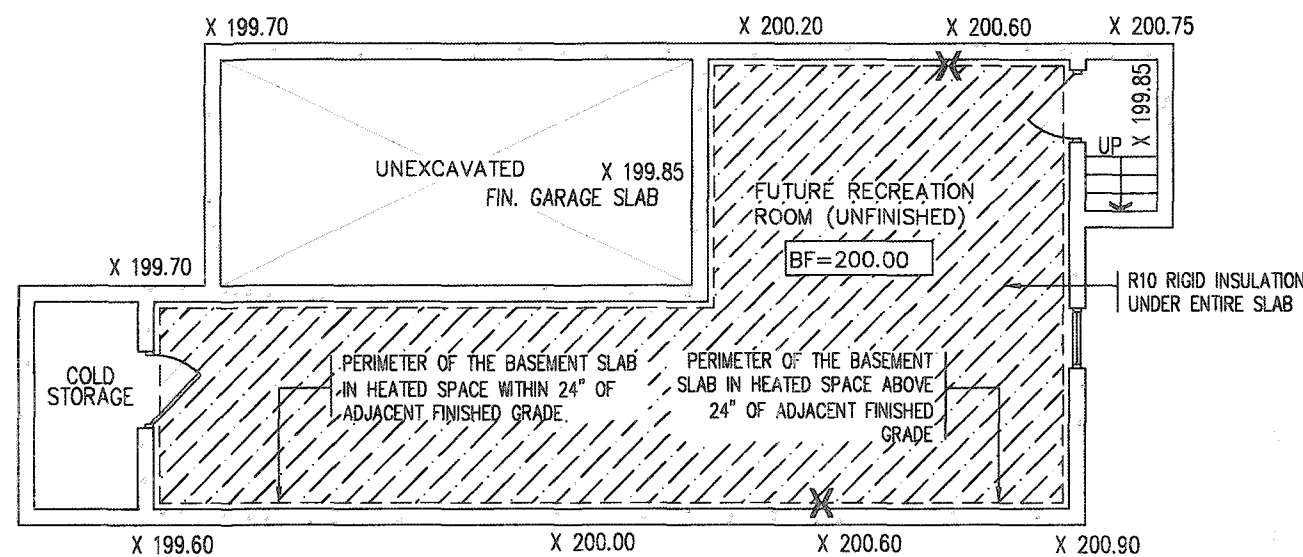 X 199.70
X 200.20
X 200.60
X 200.75
X 199.85
UP
UNEXCAVATED
X 199.85
FIN. GARAGE SLAB
FUTURE RECREATION
ROOM (UNFINISHED)
BF=200.00
X 199.70
R10 RIGID INSULATION
UNDER ENTIRE SLAB
COLD
STORAGE
PERIMETER OF THE BASEMENT SLAB
IN HEATED SPACE WITHIN 24" OF
ADJACENT FINISHED GRADE.
PERIMETER OF THE BASEMENT
SLAB IN HEATED SPACE ABOVE
24" OF ADJACENT FINISHED
GRADE
X 199.60
X 200.00
X 200.60
X 200.90